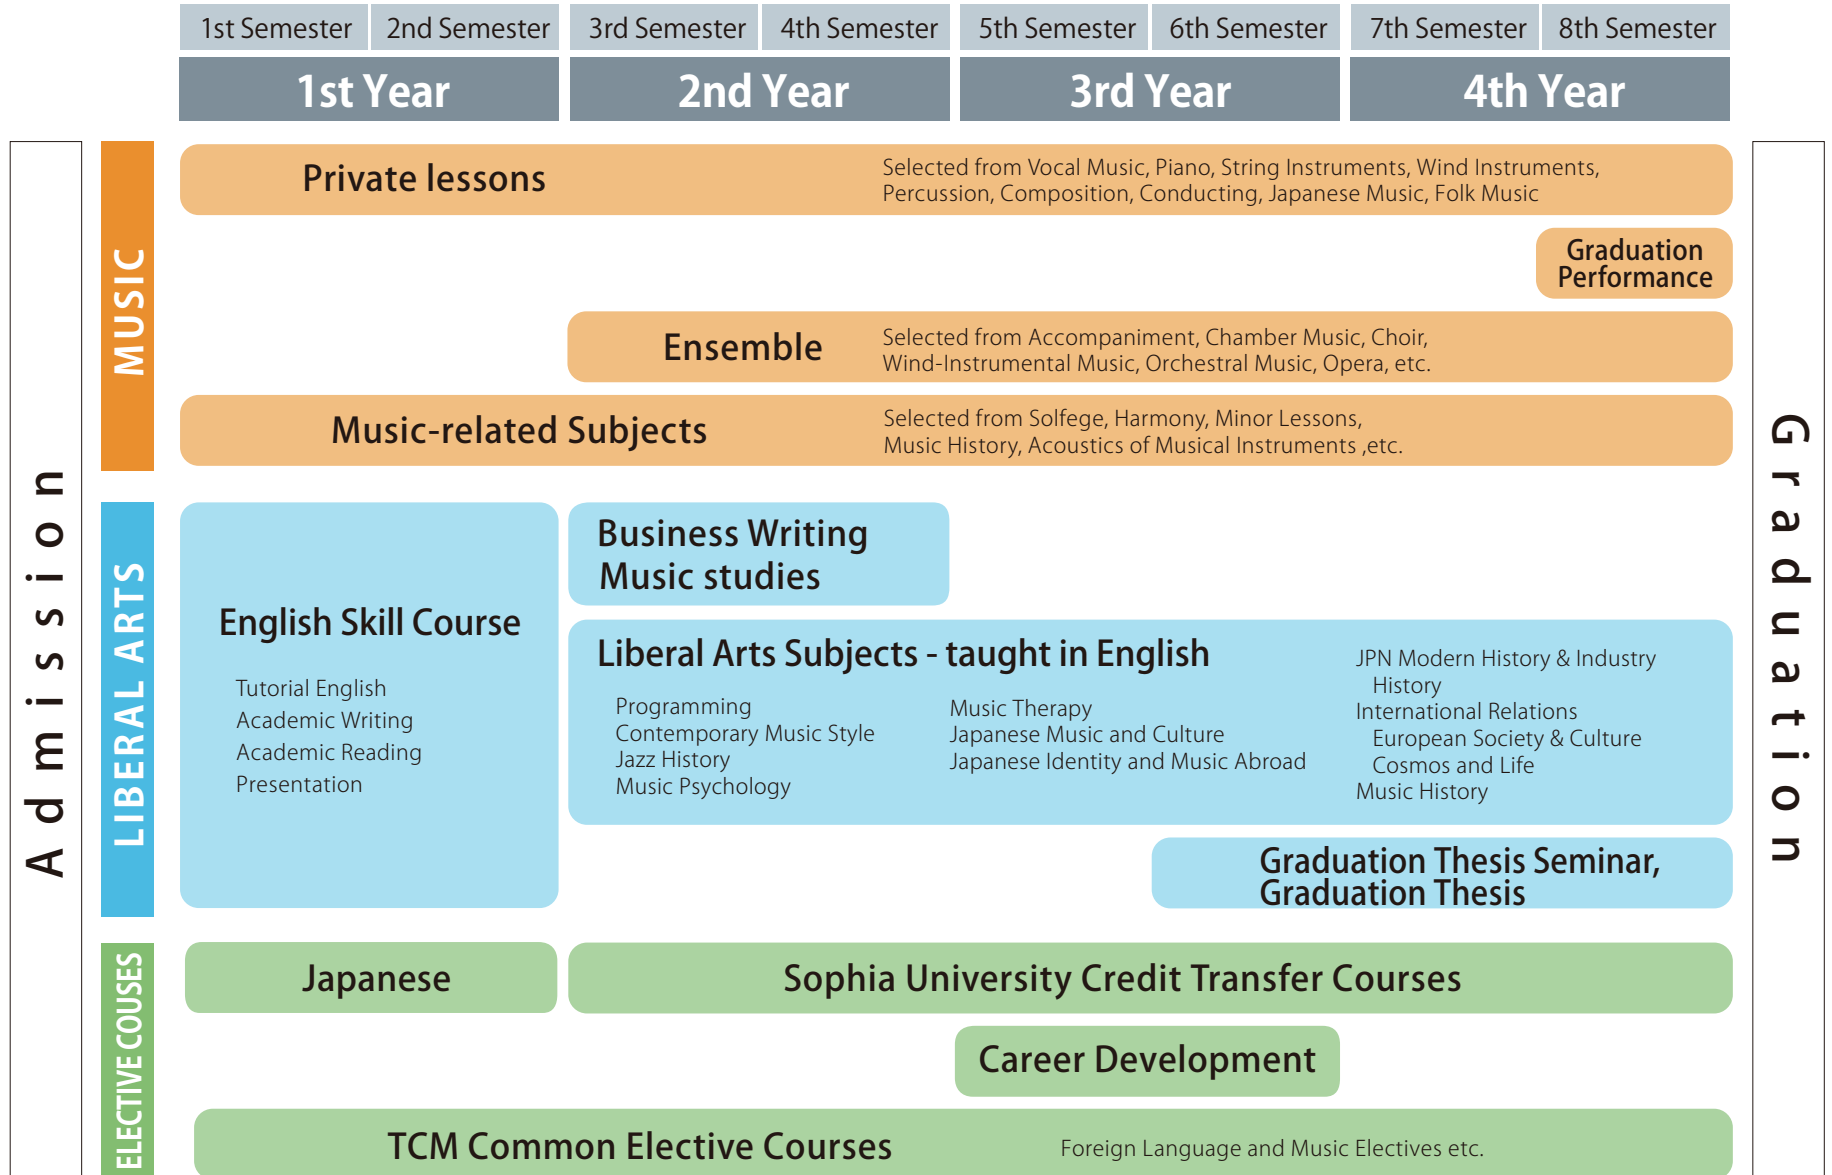 1st Semester 2nd Semester 3rd Semester 4th Semester 5th Semester 6th Semester 7th Semester 8th Semester
1st Year 2nd Year 3rd Year 4th Year
Admission
MUSIC
Private lessons
Selected from Vocal Music, Piano, String Instruments, Wind Instruments,
Percussion, Composition, Conducting, Japanese Music, Folk Music
Graduation
Performance
Ensemble
Selected from Accompaniment, Chamber Music, Choir,
Wind-Instrumental Music, Orchestral Music, Opera, etc.
Music-related Subjects
Selected from Solfege, Harmony, Minor Lessons,
Music History, Acoustics of Musical Instruments ,etc.
LIBERAL ARTS
English Skill Course
Tutorial English
Academic Writing
Academic Reading
Presentation
Business Writing
Music studies
Liberal Arts Subjects - taught in English
Programming
Contemporary Music Style
Jazz History
Music Psychology
Music Therapy
Japanese Music and Culture
Japanese Identity and Music Abroad
JPN Modern History & Industry
History
International Relations
European Society & Culture
Cosmos and Life
Music History
Graduation Thesis Seminar,
Graduation Thesis
ELECTIVE COUSES
Japanese
Sophia University Credit Transfer Courses
Career Development
TCM Common Elective Courses
Foreign Language and Music Electives etc.
Graduation